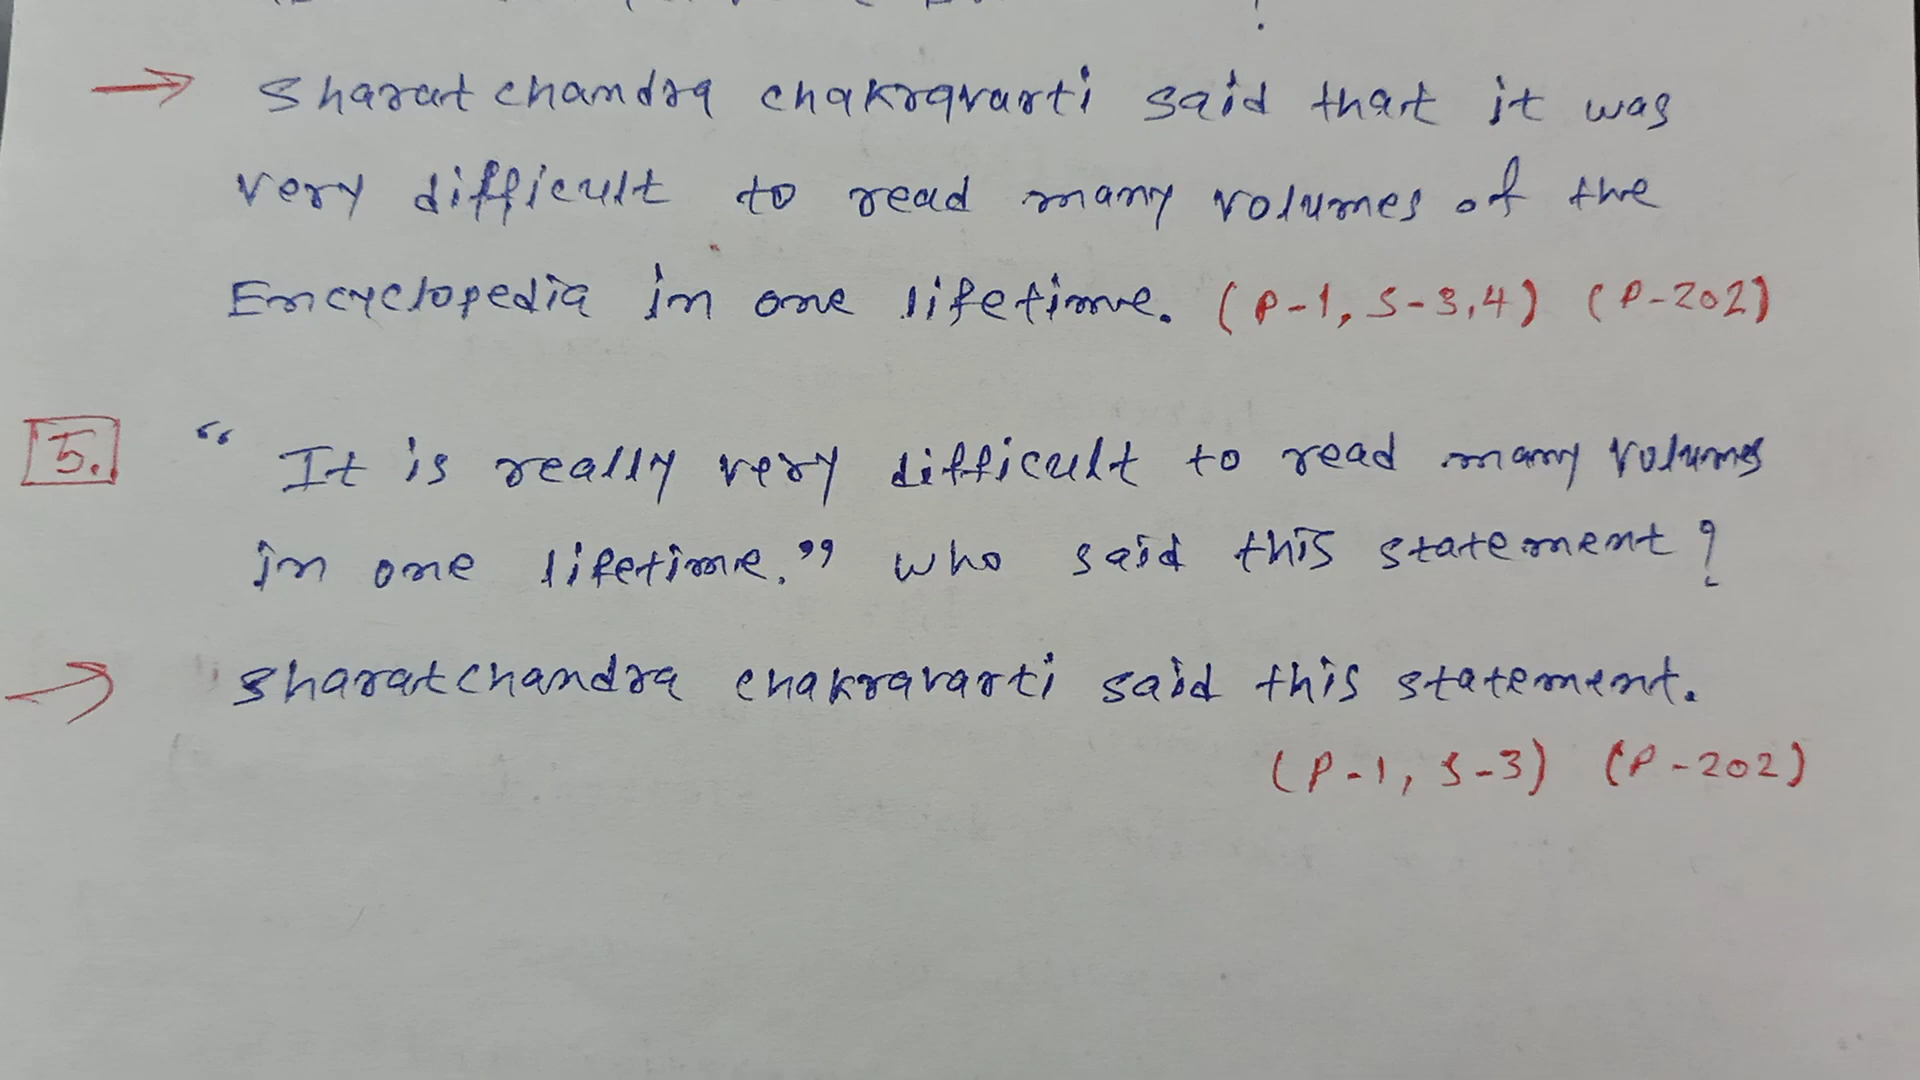 → Sharatchandra chakravarti said that it was
very difficult to read many volumes of the
Encyclopedia in one lifetime. (P-1, S-3,4) (P-202)
5. “ It is really very difficult to read many volumes
in one lifetime.” who said this statement?
→ Sharatchandra chakravarti said this statement.
(P-1, S-3) (P-202)